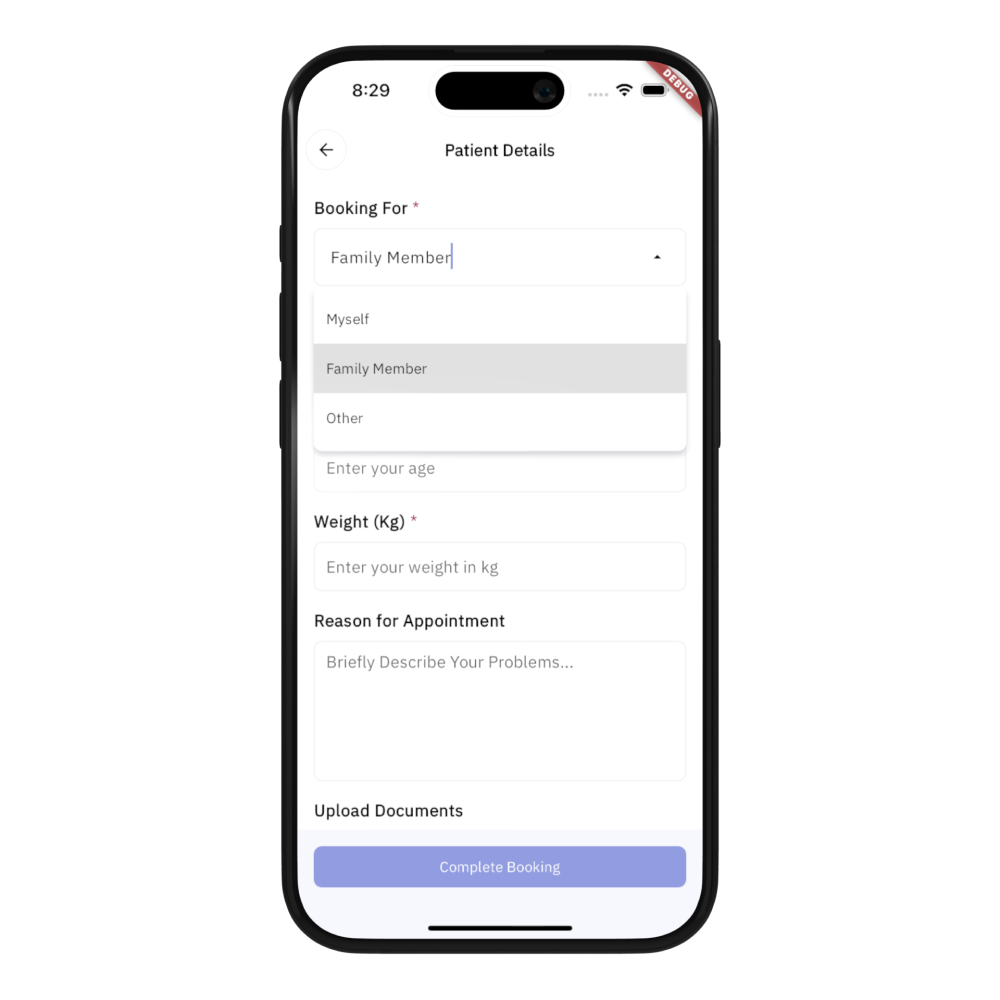 8:29
DEBUG
Patient Details
Booking For *
Family Member
Myself
Family Member
Other
Enter your age
Weight (Kg) *
Enter your weight in kg
Reason for Appointment
Briefly Describe Your Problems...
Upload Documents
Complete Booking